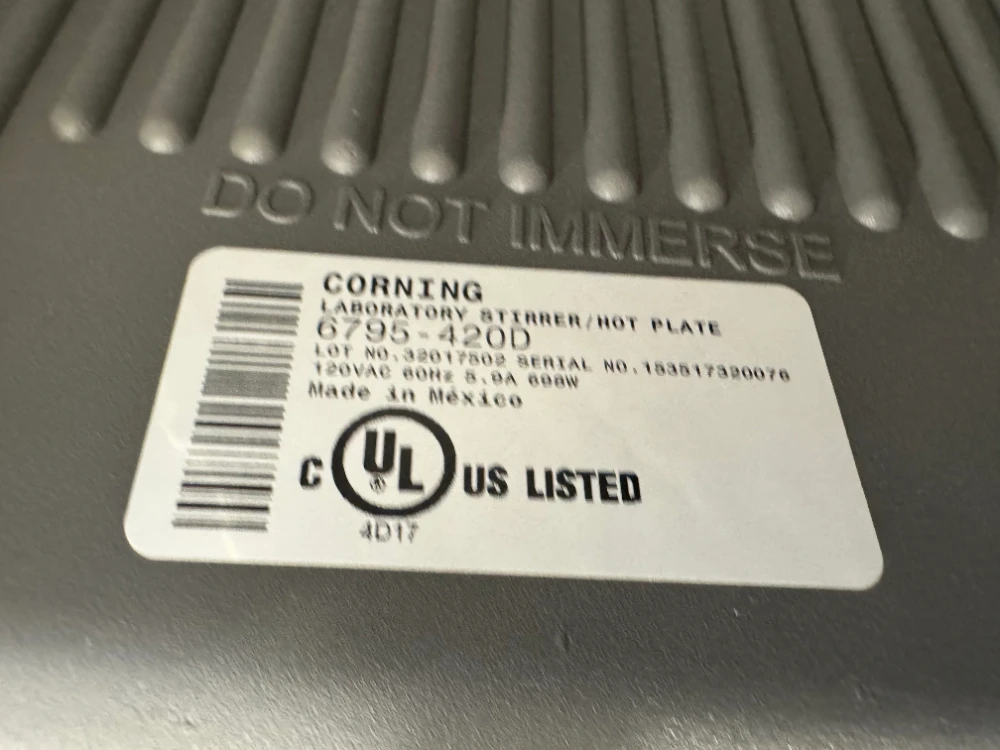 DO NOT IMMERSE
CORNING
LABORATORY STIRRER/HOT PLATE
6795-420D
LOT NO.32017502 SERIAL NO.153517320076
120VAC 60Hz 5.8A 698W
Made in México
C UL® US LISTED
4D17